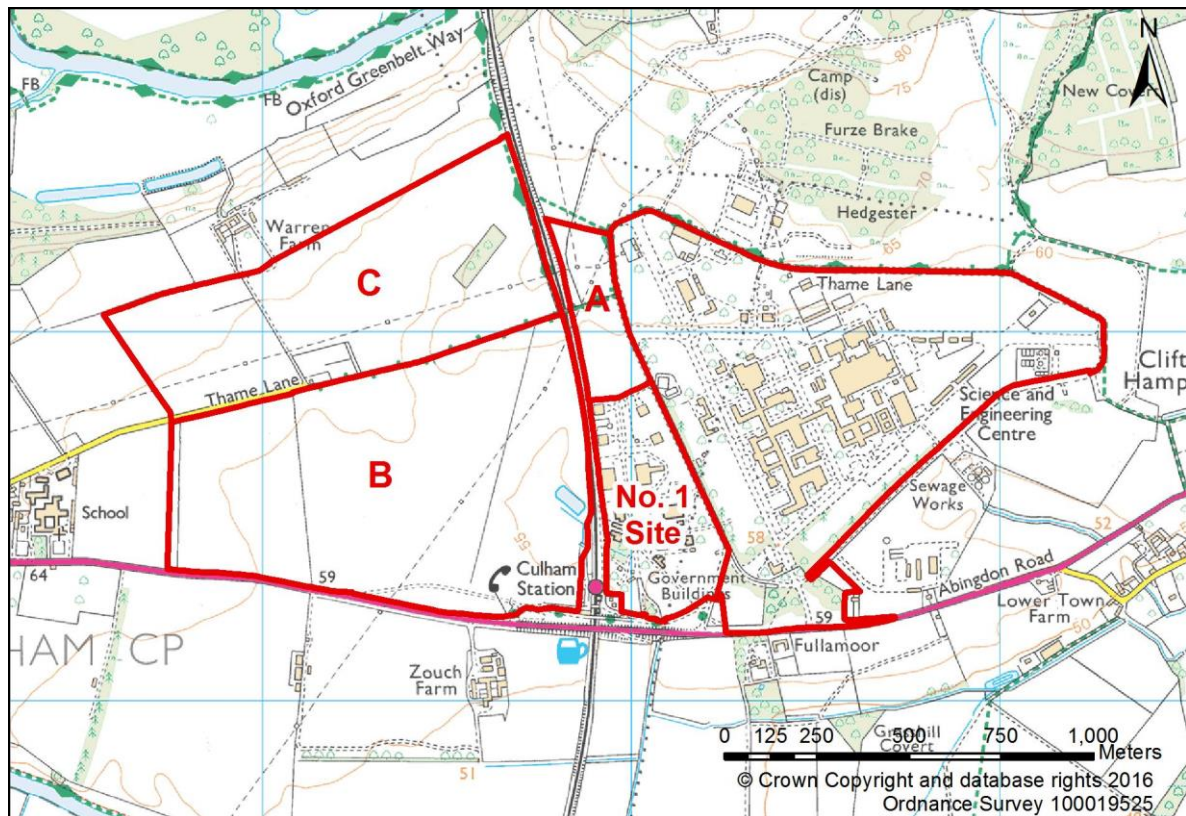 N
FB
FB
Oxford Greenbelt Way
80
75
70
65
60
Camp
(dis)
Furze Brake
Hedgester
New Covert
Warren
Farm
C
A
Thame Lane
Thame Lane
Clift
Hamp
Science and
Engineering
Centre
B
No. 1
Site
Sewage
Works
School
55
58
52
Culham
Station
Government
Buildings
Abingdon Road
64
59
59
Lower Town
Farm
50
HAM CP
Zouch
Farm
Fullamoor
51
Covert
0 125 250 500 750 1,000
Meters
© Crown Copyright and database rights 2016
Ordnance Survey 100019525